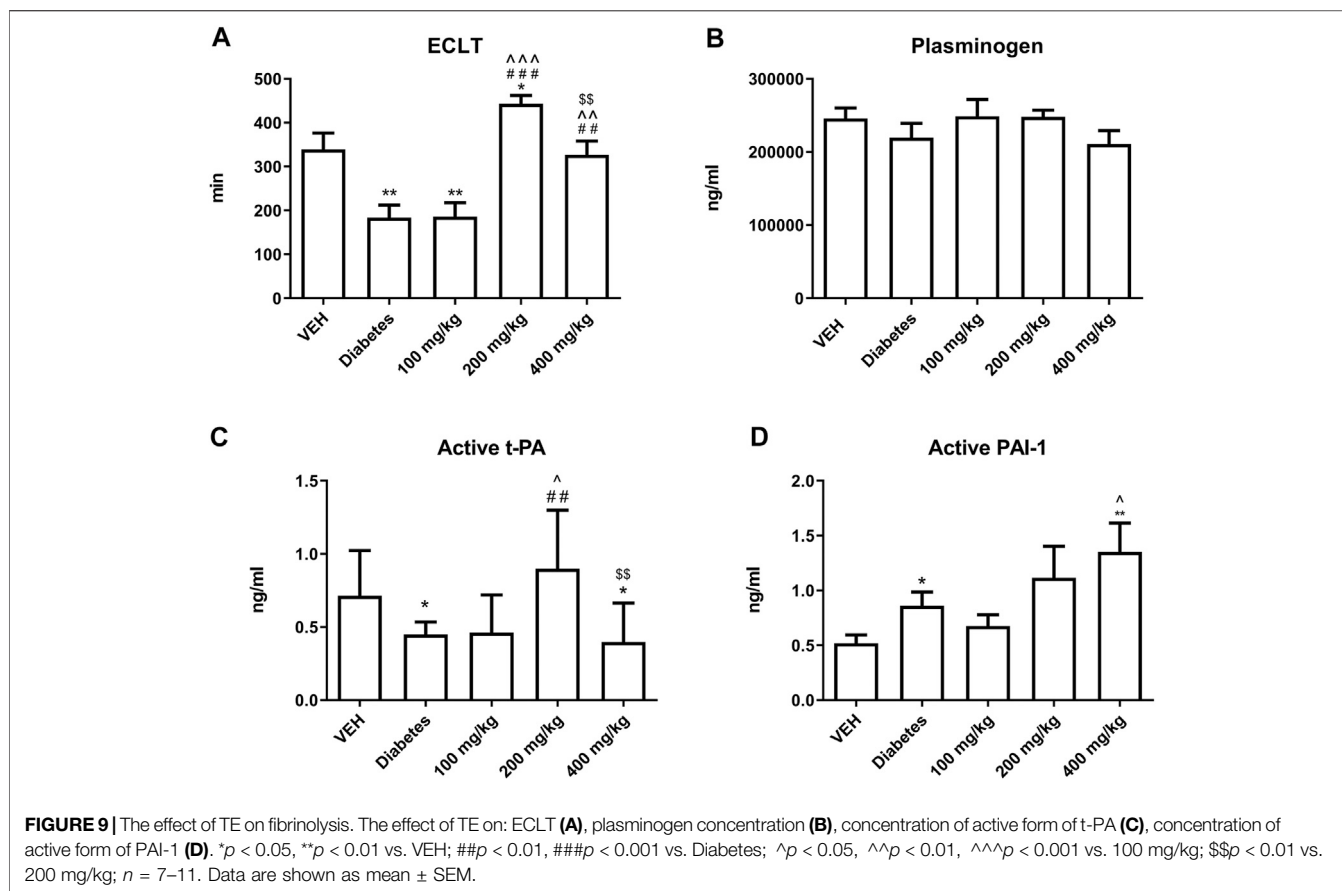 A
ECLT
^^^
###
*
$$
^^
##
**
**
500
400
300
200
100
0
min
VEH
Diabetes
100 mg/kg
200 mg/kg
400 mg/kg
B
Plasminogen
300000
200000
100000
0
ng/ml
VEH
Diabetes
100 mg/kg
200 mg/kg
400 mg/kg
C
Active t-PA
^
##
$$
*
*
1.5
1.0
0.5
0.0
ng/ml
VEH
Diabetes
100 mg/kg
200 mg/kg
400 mg/kg
D
Active PAI-1
^
**
*
2.0
1.5
1.0
0.5
0.0
ng/ml
VEH
Diabetes
100 mg/kg
200 mg/kg
400 mg/kg
FIGURE 9 | The effect of TE on fibrinolysis. The effect of TE on: ECLT (A), plasminogen concentration (B), concentration of active form of t-PA (C), concentration of
active form of PAI-1 (D). *p < 0.05, **p < 0.01 vs. VEH; ##p < 0.01, ###p < 0.001 vs. Diabetes; ^p < 0.05, ^^p < 0.01, ^^^p < 0.001 vs. 100 mg/kg; $$p < 0.01 vs.
200 mg/kg; n = 7–11. Data are shown as mean ± SEM.